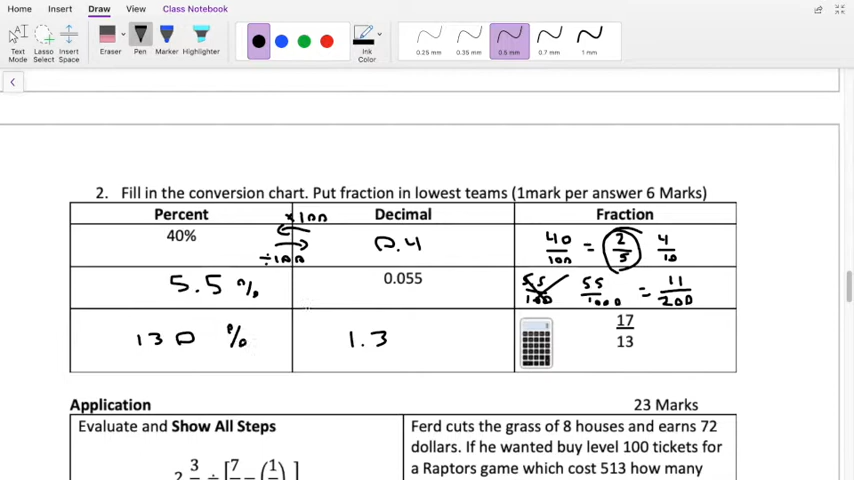 Home Insert Draw View Class Notebook
Text Mode Lasso Select Insert Space Eraser Pen Marker Highlighter Ink Color 0.25 mm 0.35 mm 0.5 mm 0.7 mm 1 mm
2. Fill in the conversion chart. Put fraction in lowest teams (1mark per answer 6 Marks)
Percent Decimal Fraction
×100
40% 0.4 40/100 = 2/5 4/10
÷100
5.5 % 0.055 55/100 55/1000 = 11/200
130 % 1.3 17/13
Application 23 Marks
Evaluate and Show All Steps
2 3 ÷ [7 – (1)]
Ferd cuts the grass of 8 houses and earns 72
dollars. If he wanted buy level 100 tickets for
a Raptors game which cost 513 how many